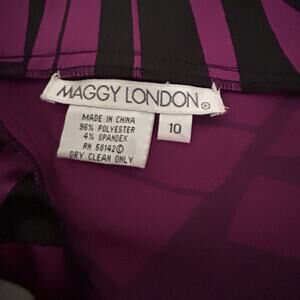 MAGGY LONDON®
MADE IN CHINA
96% POLYESTER
4% SPANDEX
RN 58142©
DRY CLEAN ONLY
10